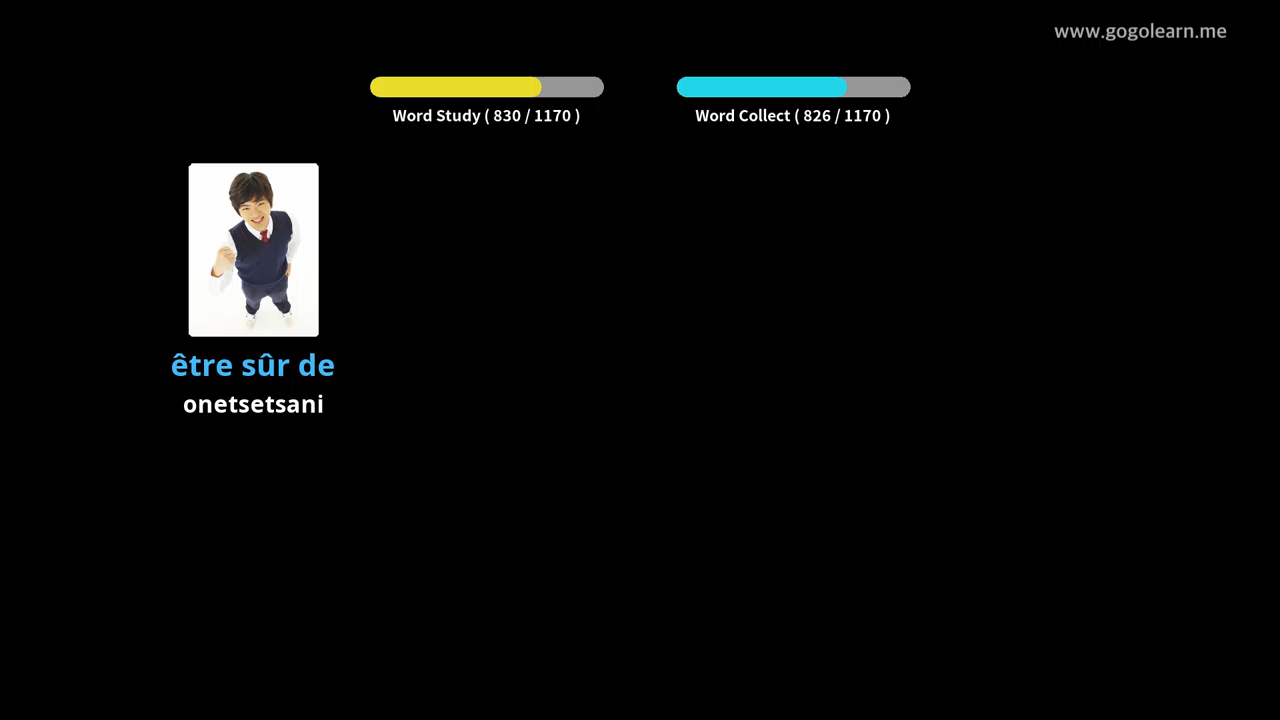 www.gogolearn.me
Word Study ( 830 / 1170 )
Word Collect ( 826 / 1170 )
être sûr de
onetsetsani